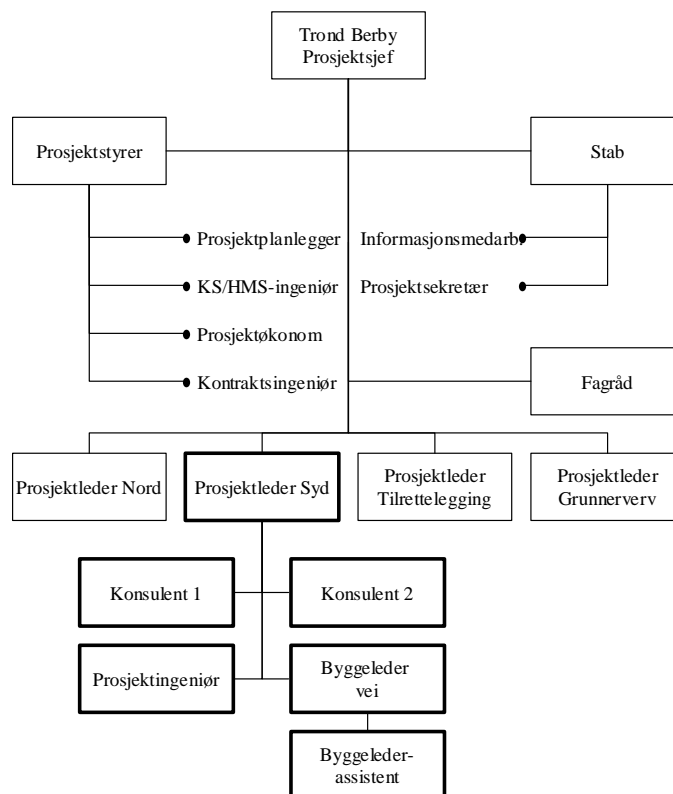 Trond Berby
Prosjektsjef
Prosjektstyrer
Stab
Prosjektplanlegger
Informasjonsmedarbr
KS/HMS-ingeniør
Prosjektsekretær
Prosjektøkonom
Kontraktsingeniør
Fagråd
Prosjektleder Nord
Prosjektleder Syd
Prosjektleder
Tilrettelegging
Prosjektleder
Grunnerverv
Konsulent 1
Konsulent 2
Prosjektingeniør
Byggeleder
vei
Byggeleder-
assistent